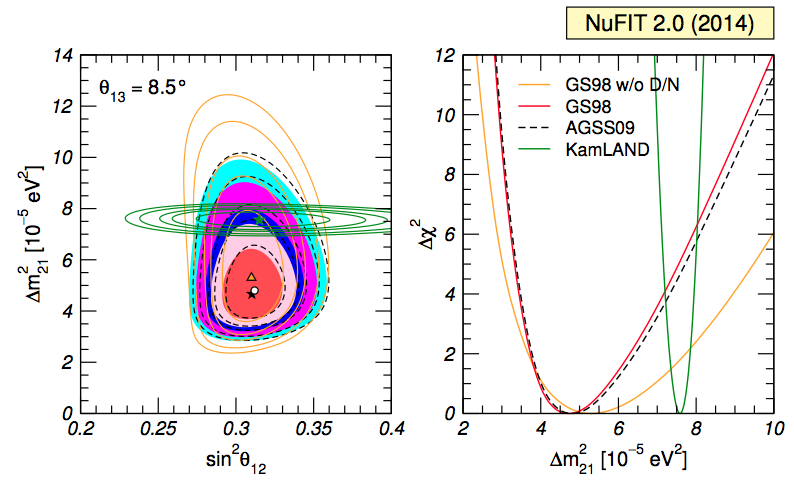 NuFIT 2.0 (2014)
θ13 = 8.5°
14
12
10
8
6
4
2
0
Δm²21 [10⁻⁵ eV²]
0.2
0.25
0.3
0.35
0.4
sin²θ12
GS98 w/o D/N
GS98
AGSS09
KamLAND
12
10
8
6
4
2
0
Δχ²
2
4
6
8
10
Δm²21 [10⁻⁵ eV²]